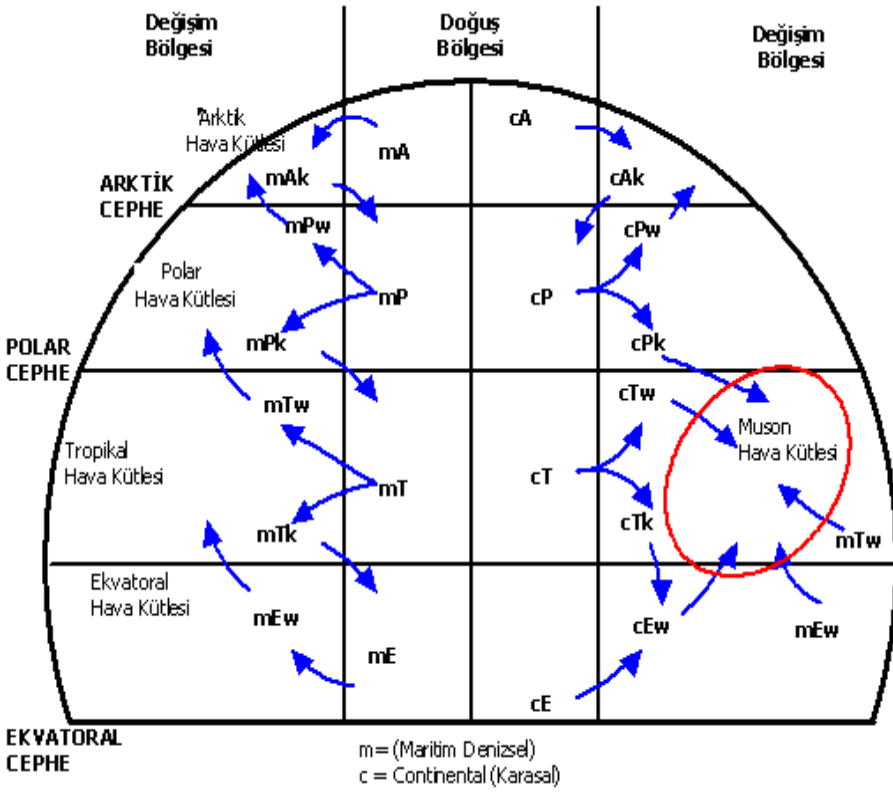 Değişim
Bölgesi
Doğuş
Bölgesi
Değişim
Bölgesi
Arktik
Hava Kütlesi
mA
cA
mAk
cAk
ARKTİK
CEPHE
mPw
cPw
Polar
Hava Kütlesi
mP
cP
mPk
cPk
POLAR
CEPHE
mTw
cTw
Muson
Hava Kütlesi
Tropikal
Hava Kütlesi
mT
cT
mTk
cTk
mTw
Ekvatoral
Hava Kütlesi
mEw
cEw
mEw
mE
cE
EKVATORAL
CEPHE
m= (Maritim Denizsel)
c = Continental (Karasal)